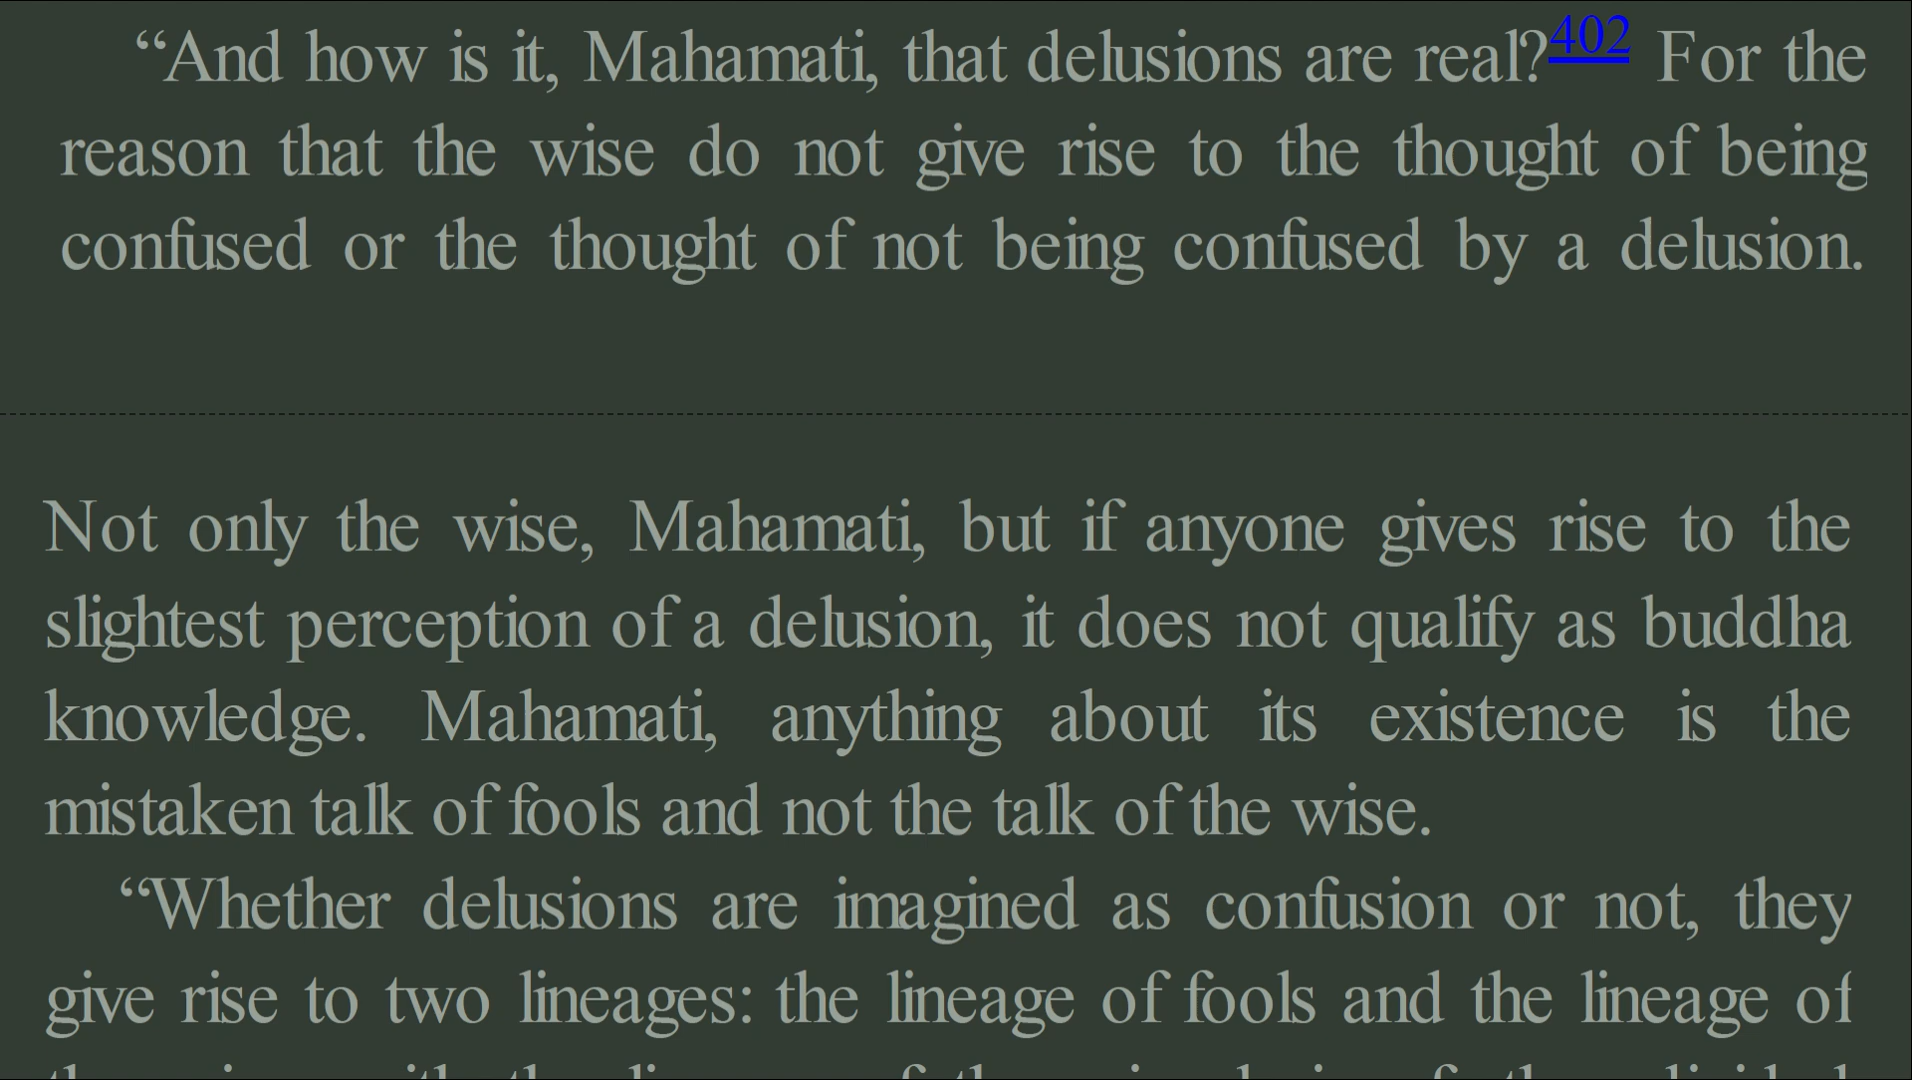 “And how is it, Mahamati, that delusions are real?402 For the
reason that the wise do not give rise to the thought of being
confused or the thought of not being confused by a delusion.
Not only the wise, Mahamati, but if anyone gives rise to the
slightest perception of a delusion, it does not qualify as buddha
knowledge. Mahamati, anything about its existence is the
mistaken talk of fools and not the talk of the wise.
“Whether delusions are imagined as confusion or not, they
give rise to two lineages: the lineage of fools and the lineage of